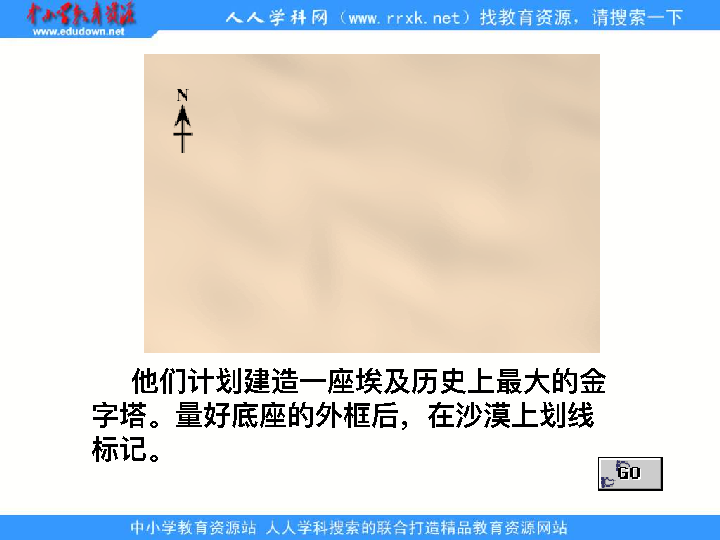 中小学教育资源
www.edudown.net
人人学科网（www.rrxk.net）找教育资源，请搜索一下
N
他们计划建造一座埃及历史上最大的金
字塔。量好底座的外框后，在沙漠上划线
标记。
GO
中小学教育资源站 人人学科搜索的联合打造精品教育资源网站